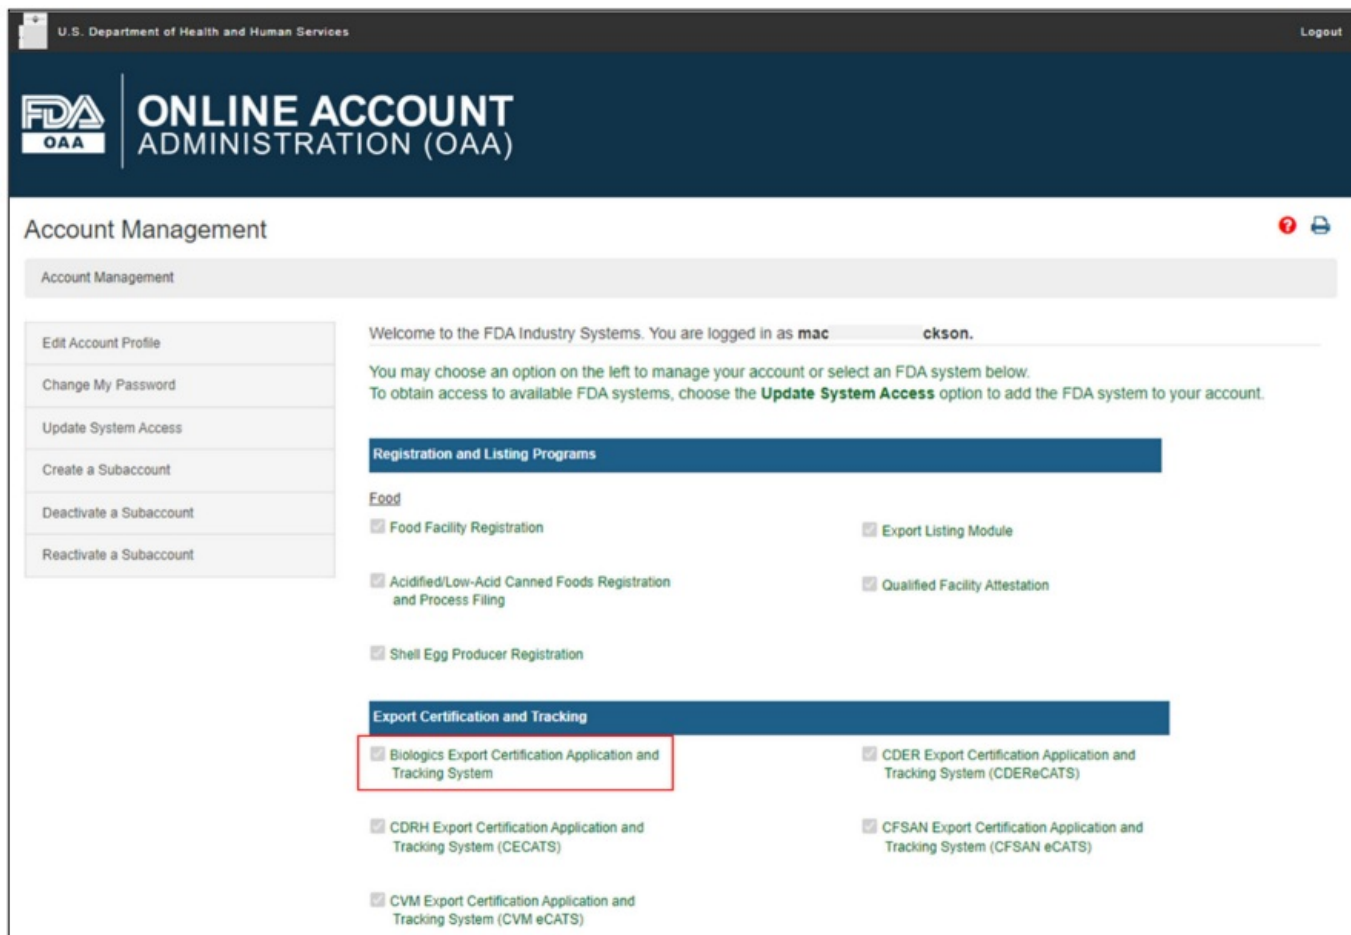 U.S. Department of Health and Human Services
Logout
FDA
OAA
ONLINE ACCOUNT
ADMINISTRATION (OAA)
Account Management
?
Account Management
Edit Account Profile
Change My Password
Update System Access
Create a Subaccount
Deactivate a Subaccount
Reactivate a Subaccount
Welcome to the FDA Industry Systems. You are logged in as mac ckson.
You may choose an option on the left to manage your account or select an FDA system below.
To obtain access to available FDA systems, choose the Update System Access option to add the FDA system to your account.
Registration and Listing Programs
Food
Food Facility Registration
Export Listing Module
Acidified/Low-Acid Canned Foods Registration
and Process Filing
Qualified Facility Attestation
Shell Egg Producer Registration
Export Certification and Tracking
Biologics Export Certification Application and
Tracking System
CDER Export Certification Application and
Tracking System (CDEReCATS)
CDRH Export Certification Application and
Tracking System (CECATS)
CFSAN Export Certification Application and
Tracking System (CFSAN eCATS)
CVM Export Certification Application and
Tracking System (CVM eCATS)